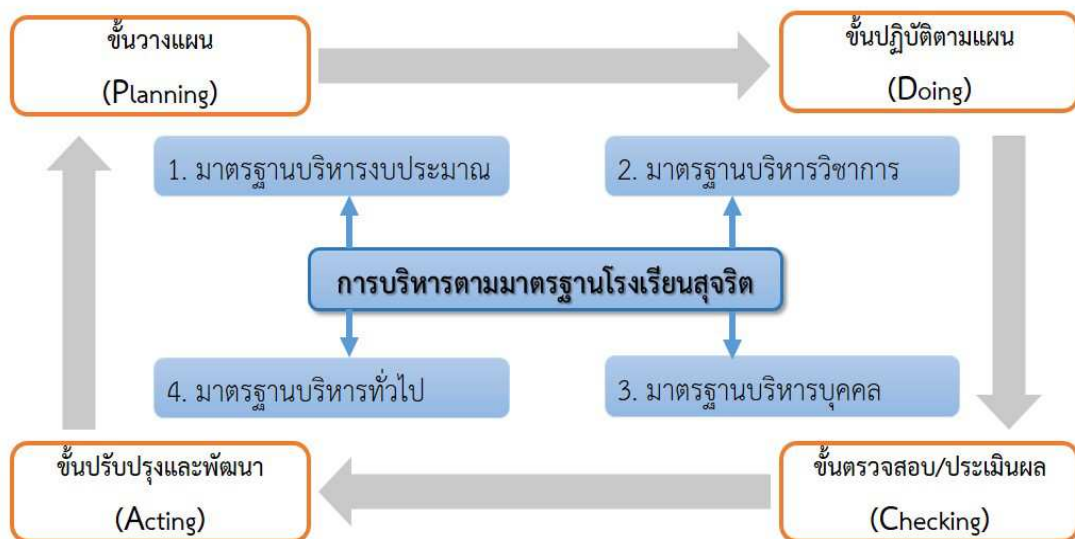 ขั้นวางแผน
(Planning)
ขั้นปฏิบัติตามแผน
(Doing)
1. มาตรฐานบริหารงบประมาณ
2. มาตรฐานบริหารวิชาการ
การบริหารตามมาตรฐานโรงเรียนสุจริต
4. มาตรฐานบริหารทั่วไป
3. มาตรฐานบริหารบุคคล
ขั้นปรับปรุงและพัฒนา
(Acting)
ขั้นตรวจสอบ/ประเมินผล
(Checking)